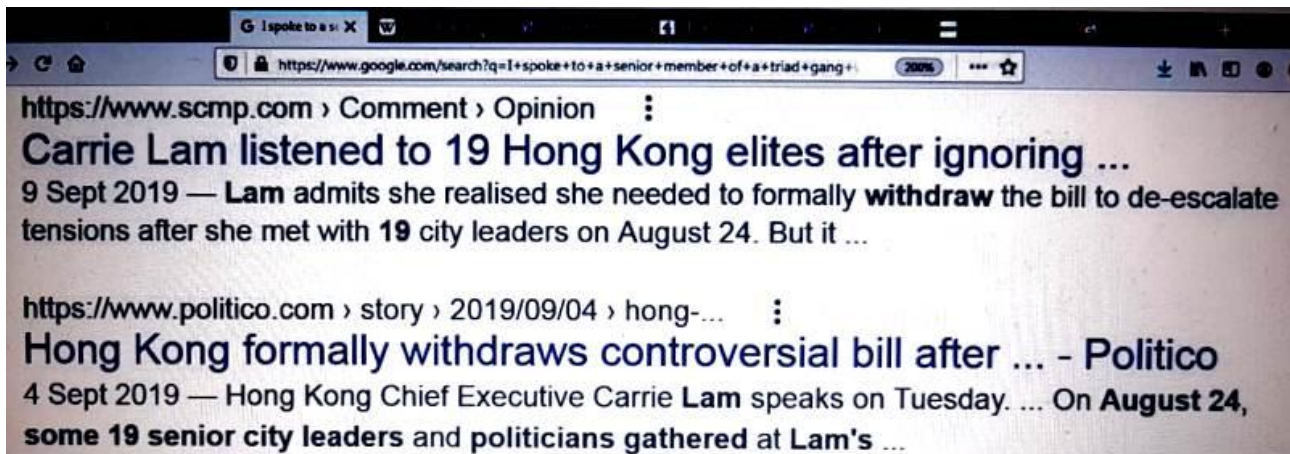 G I spoke to a s X W
https://www.google.com/search?q=I+spoke+to+a+senior+member+of+a+triad+gang+ 200%
https://www.scmp.com › Comment › Opinion
Carrie Lam listened to 19 Hong Kong elites after ignoring ...
9 Sept 2019 — Lam admits she realised she needed to formally withdraw the bill to de-escalate
tensions after she met with 19 city leaders on August 24. But it ...
https://www.politico.com › story › 2019/09/04 › hong-...
Hong Kong formally withdraws controversial bill after ... - Politico
4 Sept 2019 — Hong Kong Chief Executive Carrie Lam speaks on Tuesday. ... On August 24,
some 19 senior city leaders and politicians gathered at Lam's ...